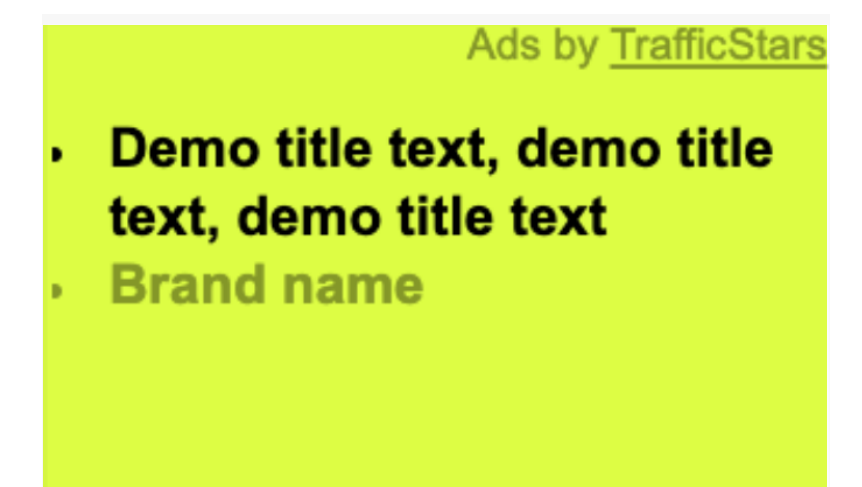 Ads by TrafficStars
• Demo title text, demo title
text, demo title text
• Brand name